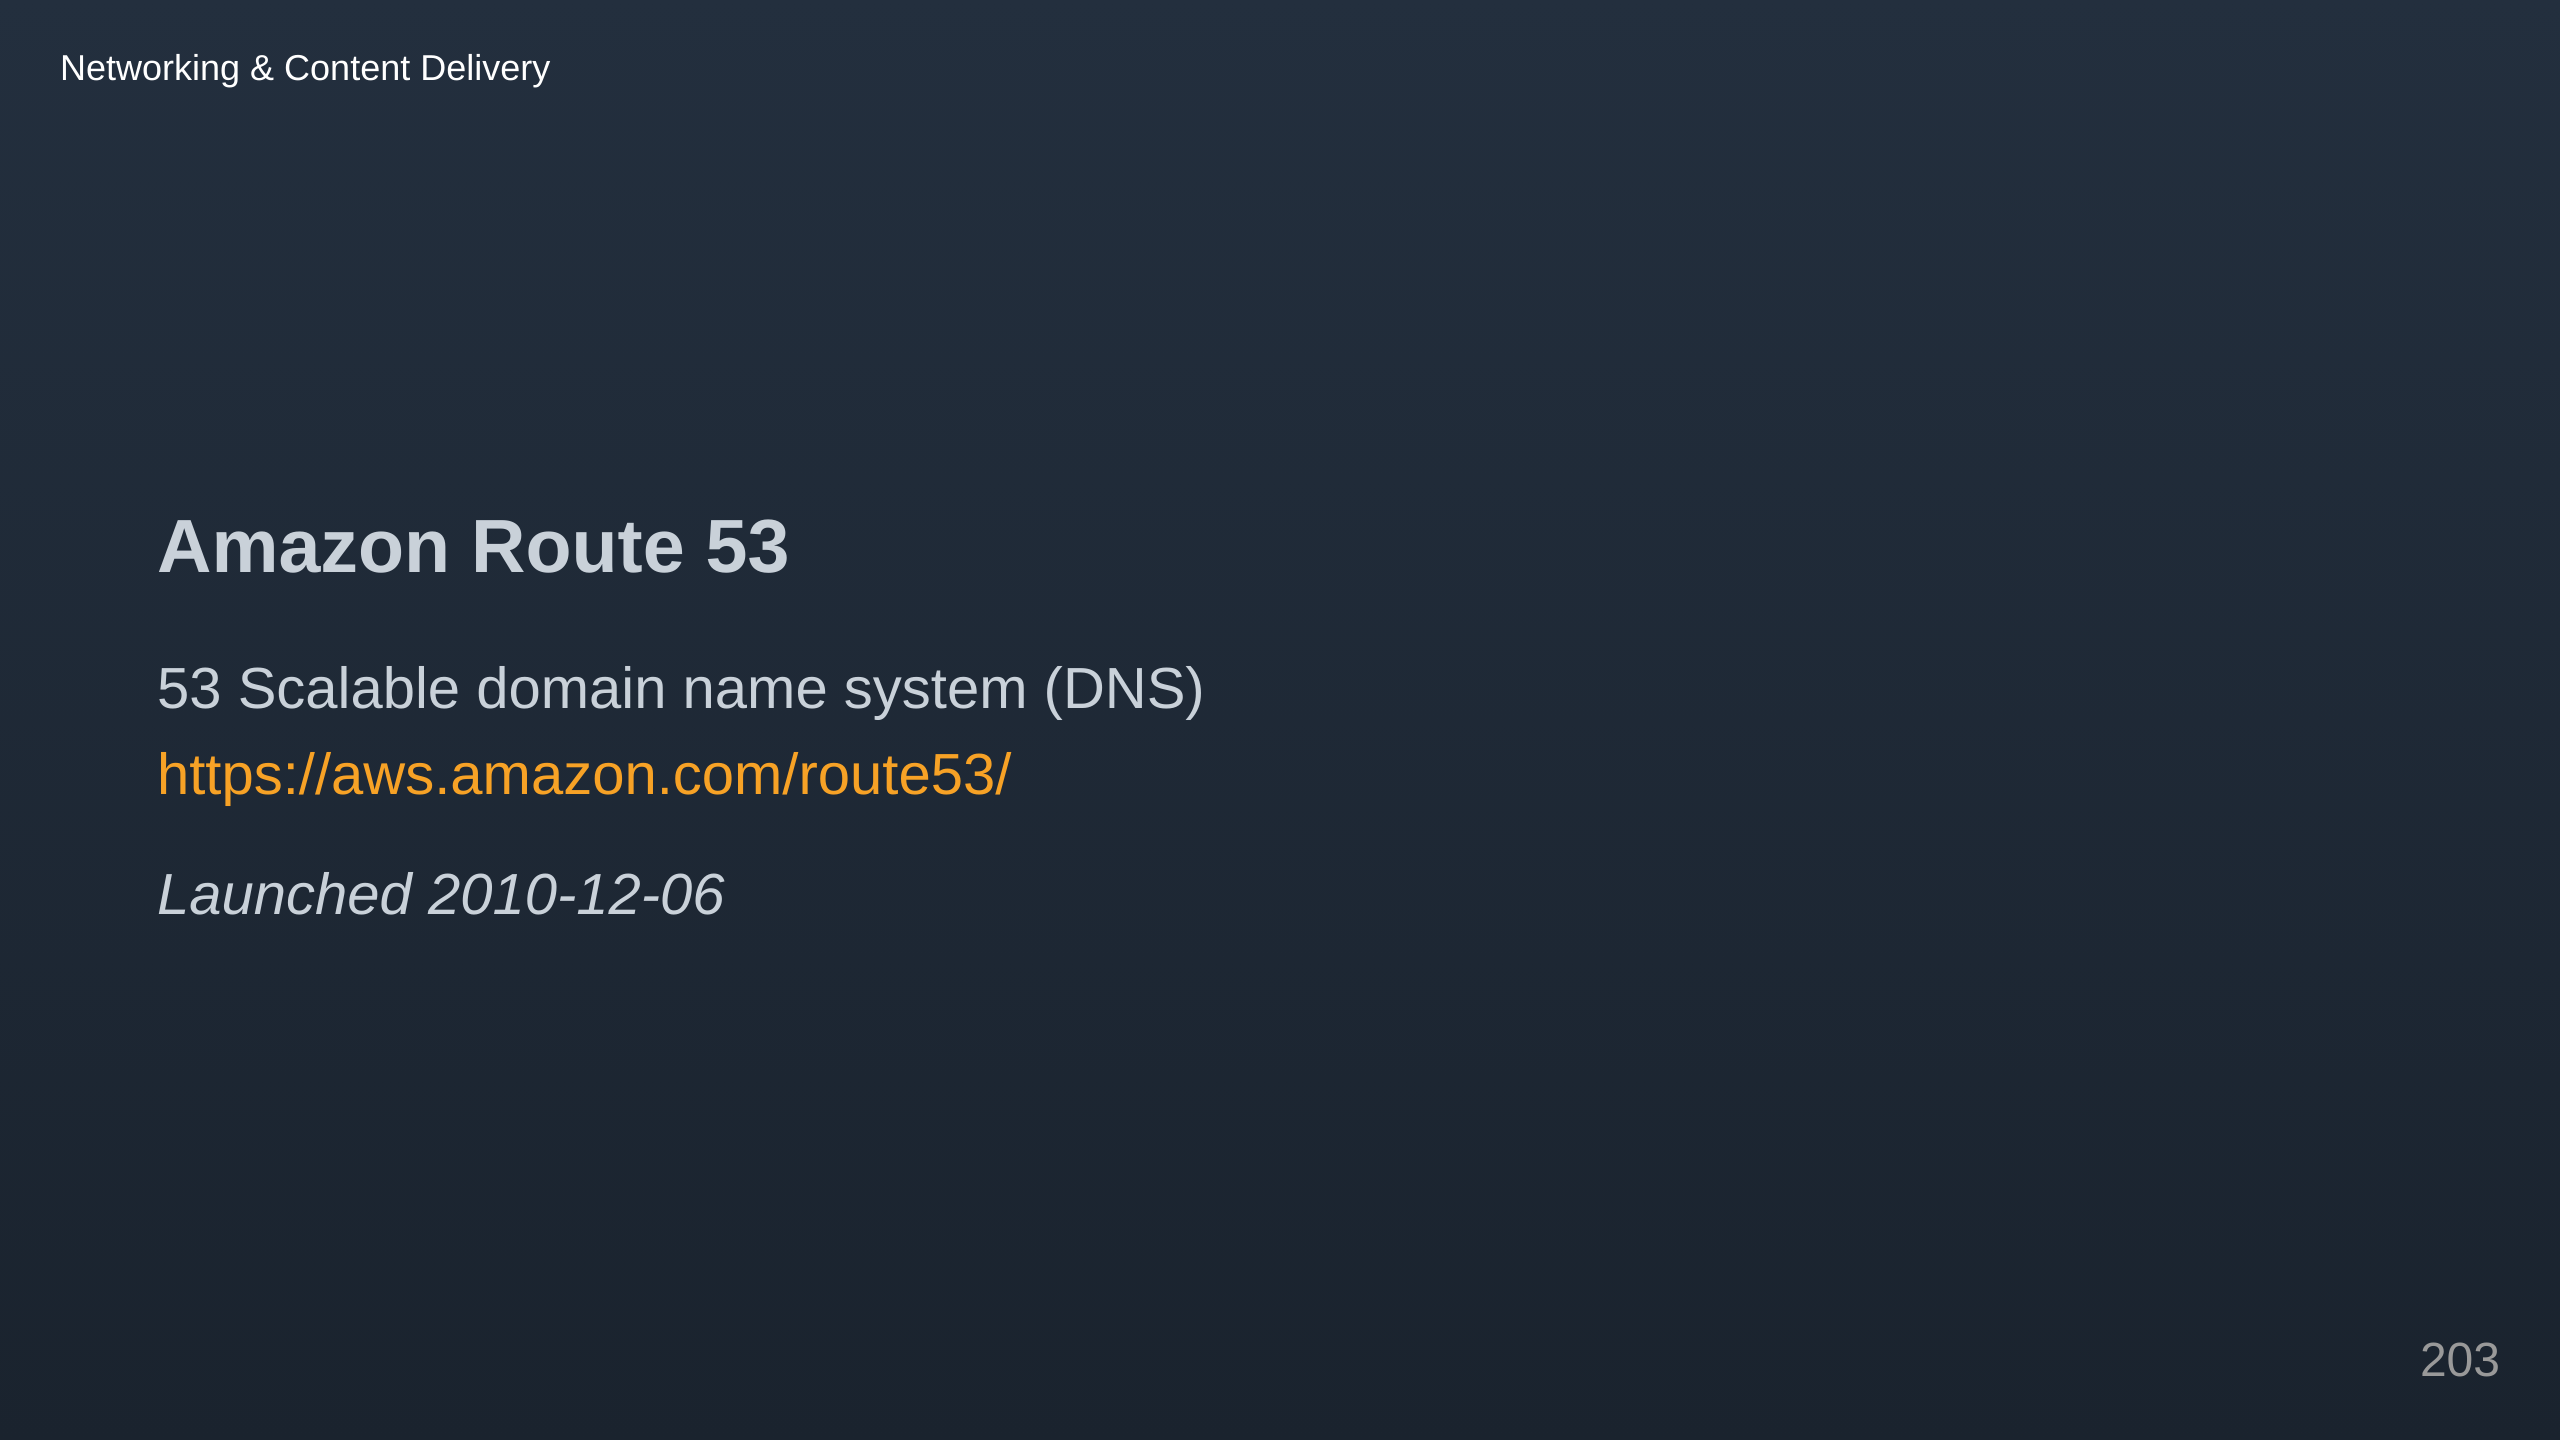 Networking & Content Delivery
Amazon Route 53
53 Scalable domain name system (DNS)
https://aws.amazon.com/route53/
Launched 2010-12-06
203